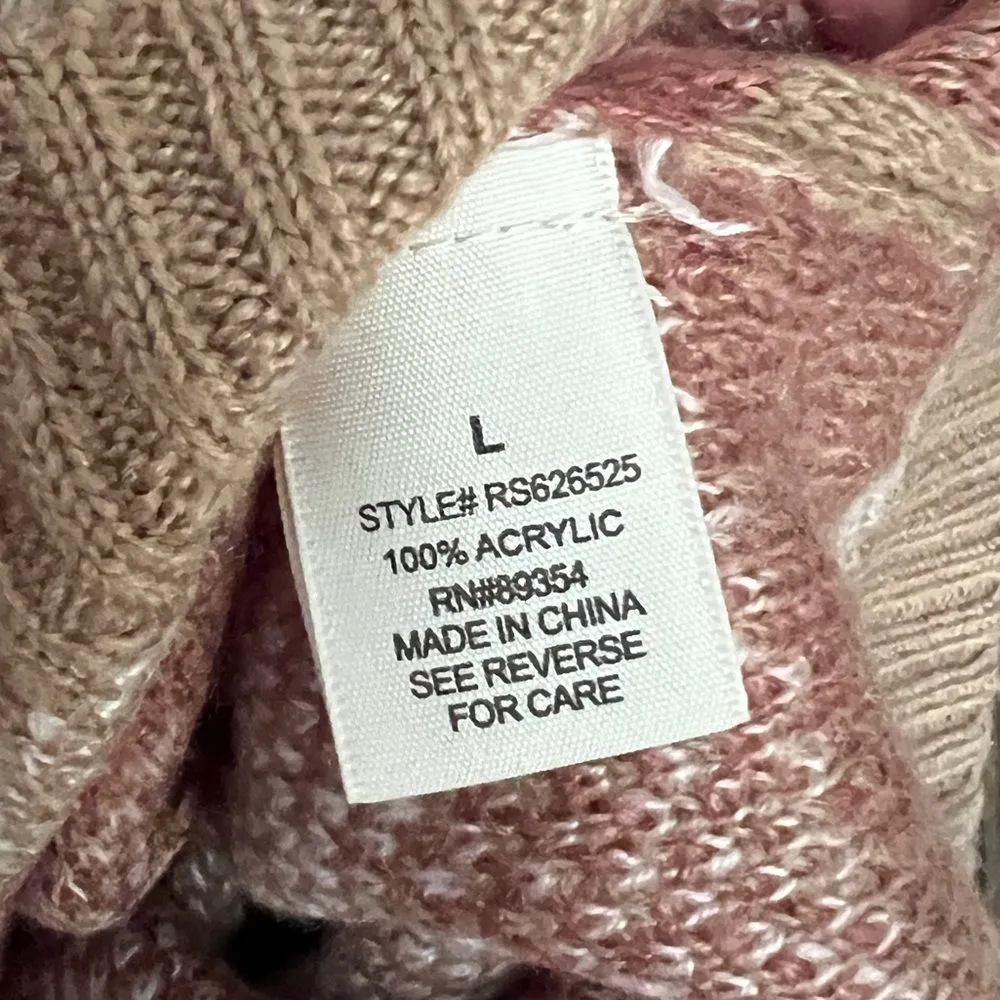 L
STYLE# RS626525
100% ACRYLIC
RN#89354
MADE IN CHINA
SEE REVERSE
FOR CARE